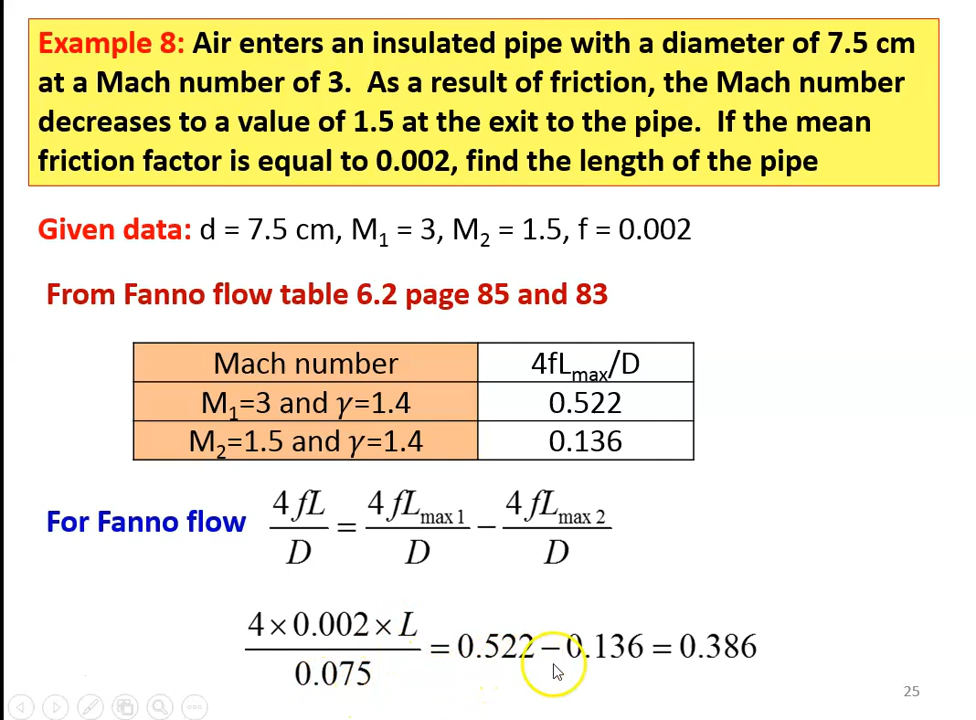 Example 8: Air enters an insulated pipe with a diameter of 7.5 cm
at a Mach number of 3. As a result of friction, the Mach number
decreases to a value of 1.5 at the exit to the pipe. If the mean
friction factor is equal to 0.002, find the length of the pipe
Given data: d = 7.5 cm, M₁ = 3, M₂ = 1.5, f = 0.002
From Fanno flow table 6.2 page 85 and 83
Mach number 4fLmax/D
M₁=3 and γ=1.4 0.522
M₂=1.5 and γ=1.4 0.136
For Fanno flow 4fL/D = 4fLmax 1/D − 4fLmax 2/D
4×0.002×L/0.075 = 0.522−0.136 = 0.386
25